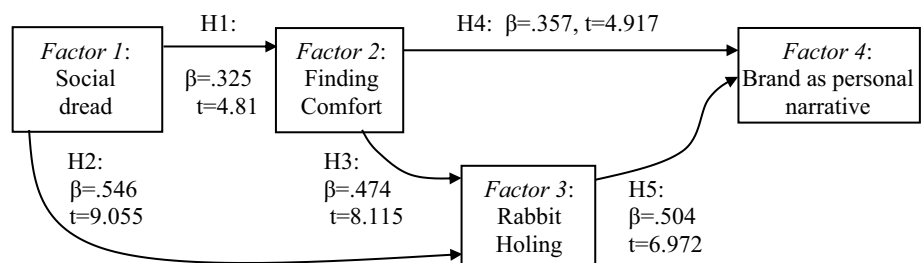 H1:
H4:  β=.357, t=4.917
Factor 1:
Social
dread
β=.325
t=4.81
Factor 2:
Finding
Comfort
Factor 4:
Brand as personal
narrative
H2:
β=.546
t=9.055
H3:
β=.474
t=8.115
Factor 3:
Rabbit
Holing
H5:
β=.504
t=6.972